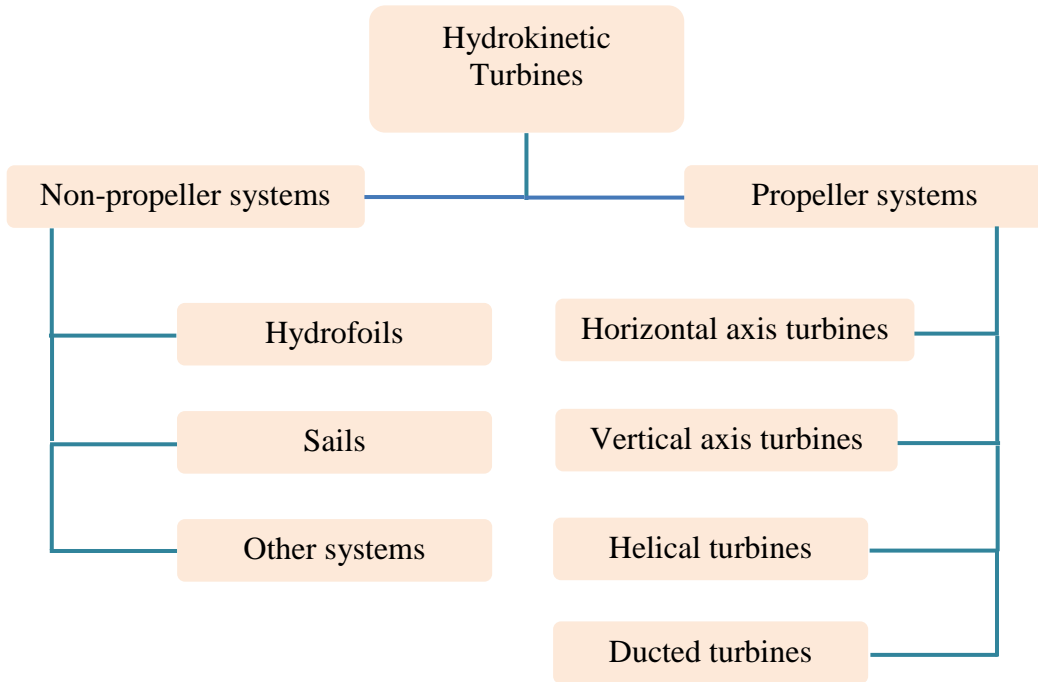 Hydrokinetic
Turbines
Non-propeller systems
Propeller systems
Hydrofoils
Horizontal axis turbines
Sails
Vertical axis turbines
Other systems
Helical turbines
Ducted turbines